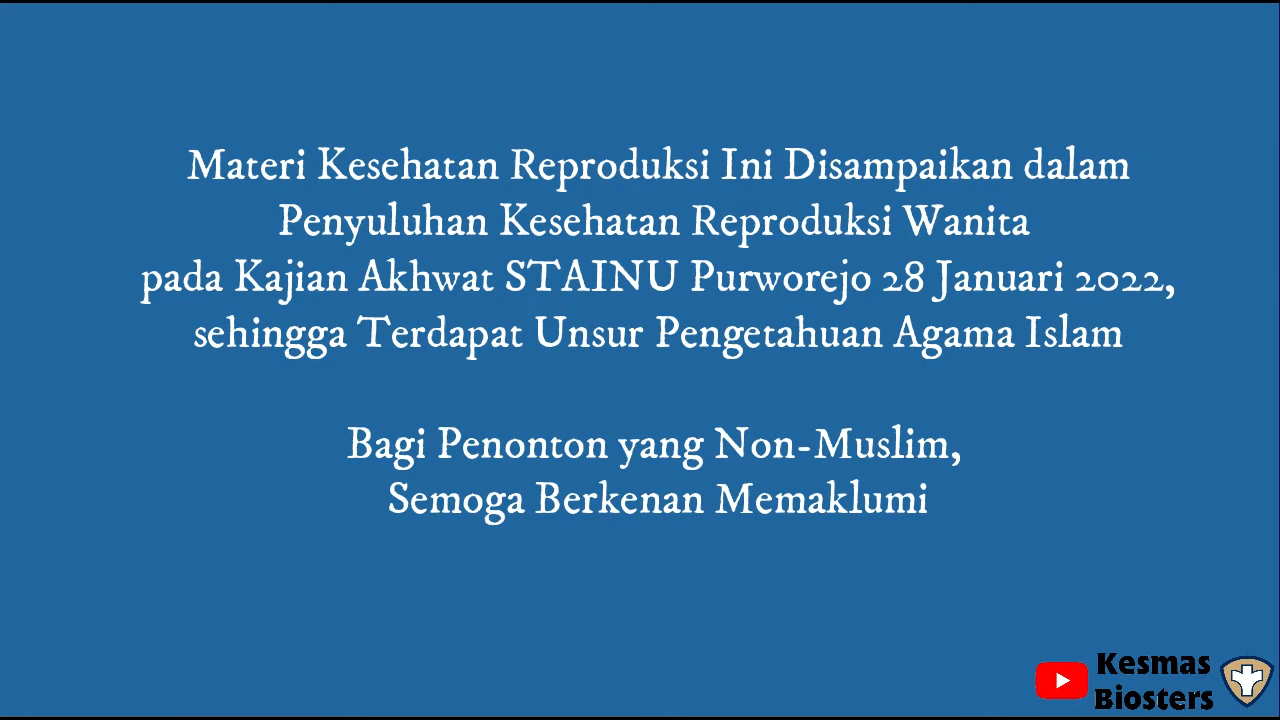 Materi Kesehatan Reproduksi Ini Disampaikan dalam
Penyuluhan Kesehatan Reproduksi Wanita
pada Kajian Akhwat STAINU Purworejo 28 Januari 2022,
sehingga Terdapat Unsur Pengetahuan Agama Islam
Bagi Penonton yang Non-Muslim,
Semoga Berkenan Memaklumi
Kesmas
Biosters